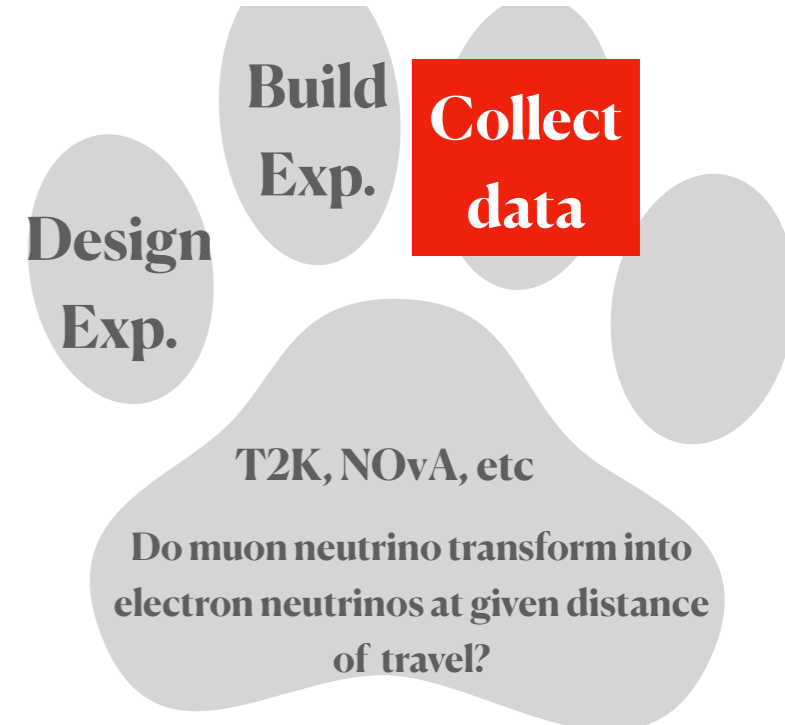 Design
Exp.
Build
Exp.
Collect
data
T2K, NOvA, etc
Do muon neutrino transform into
electron neutrinos at given distance
of travel?